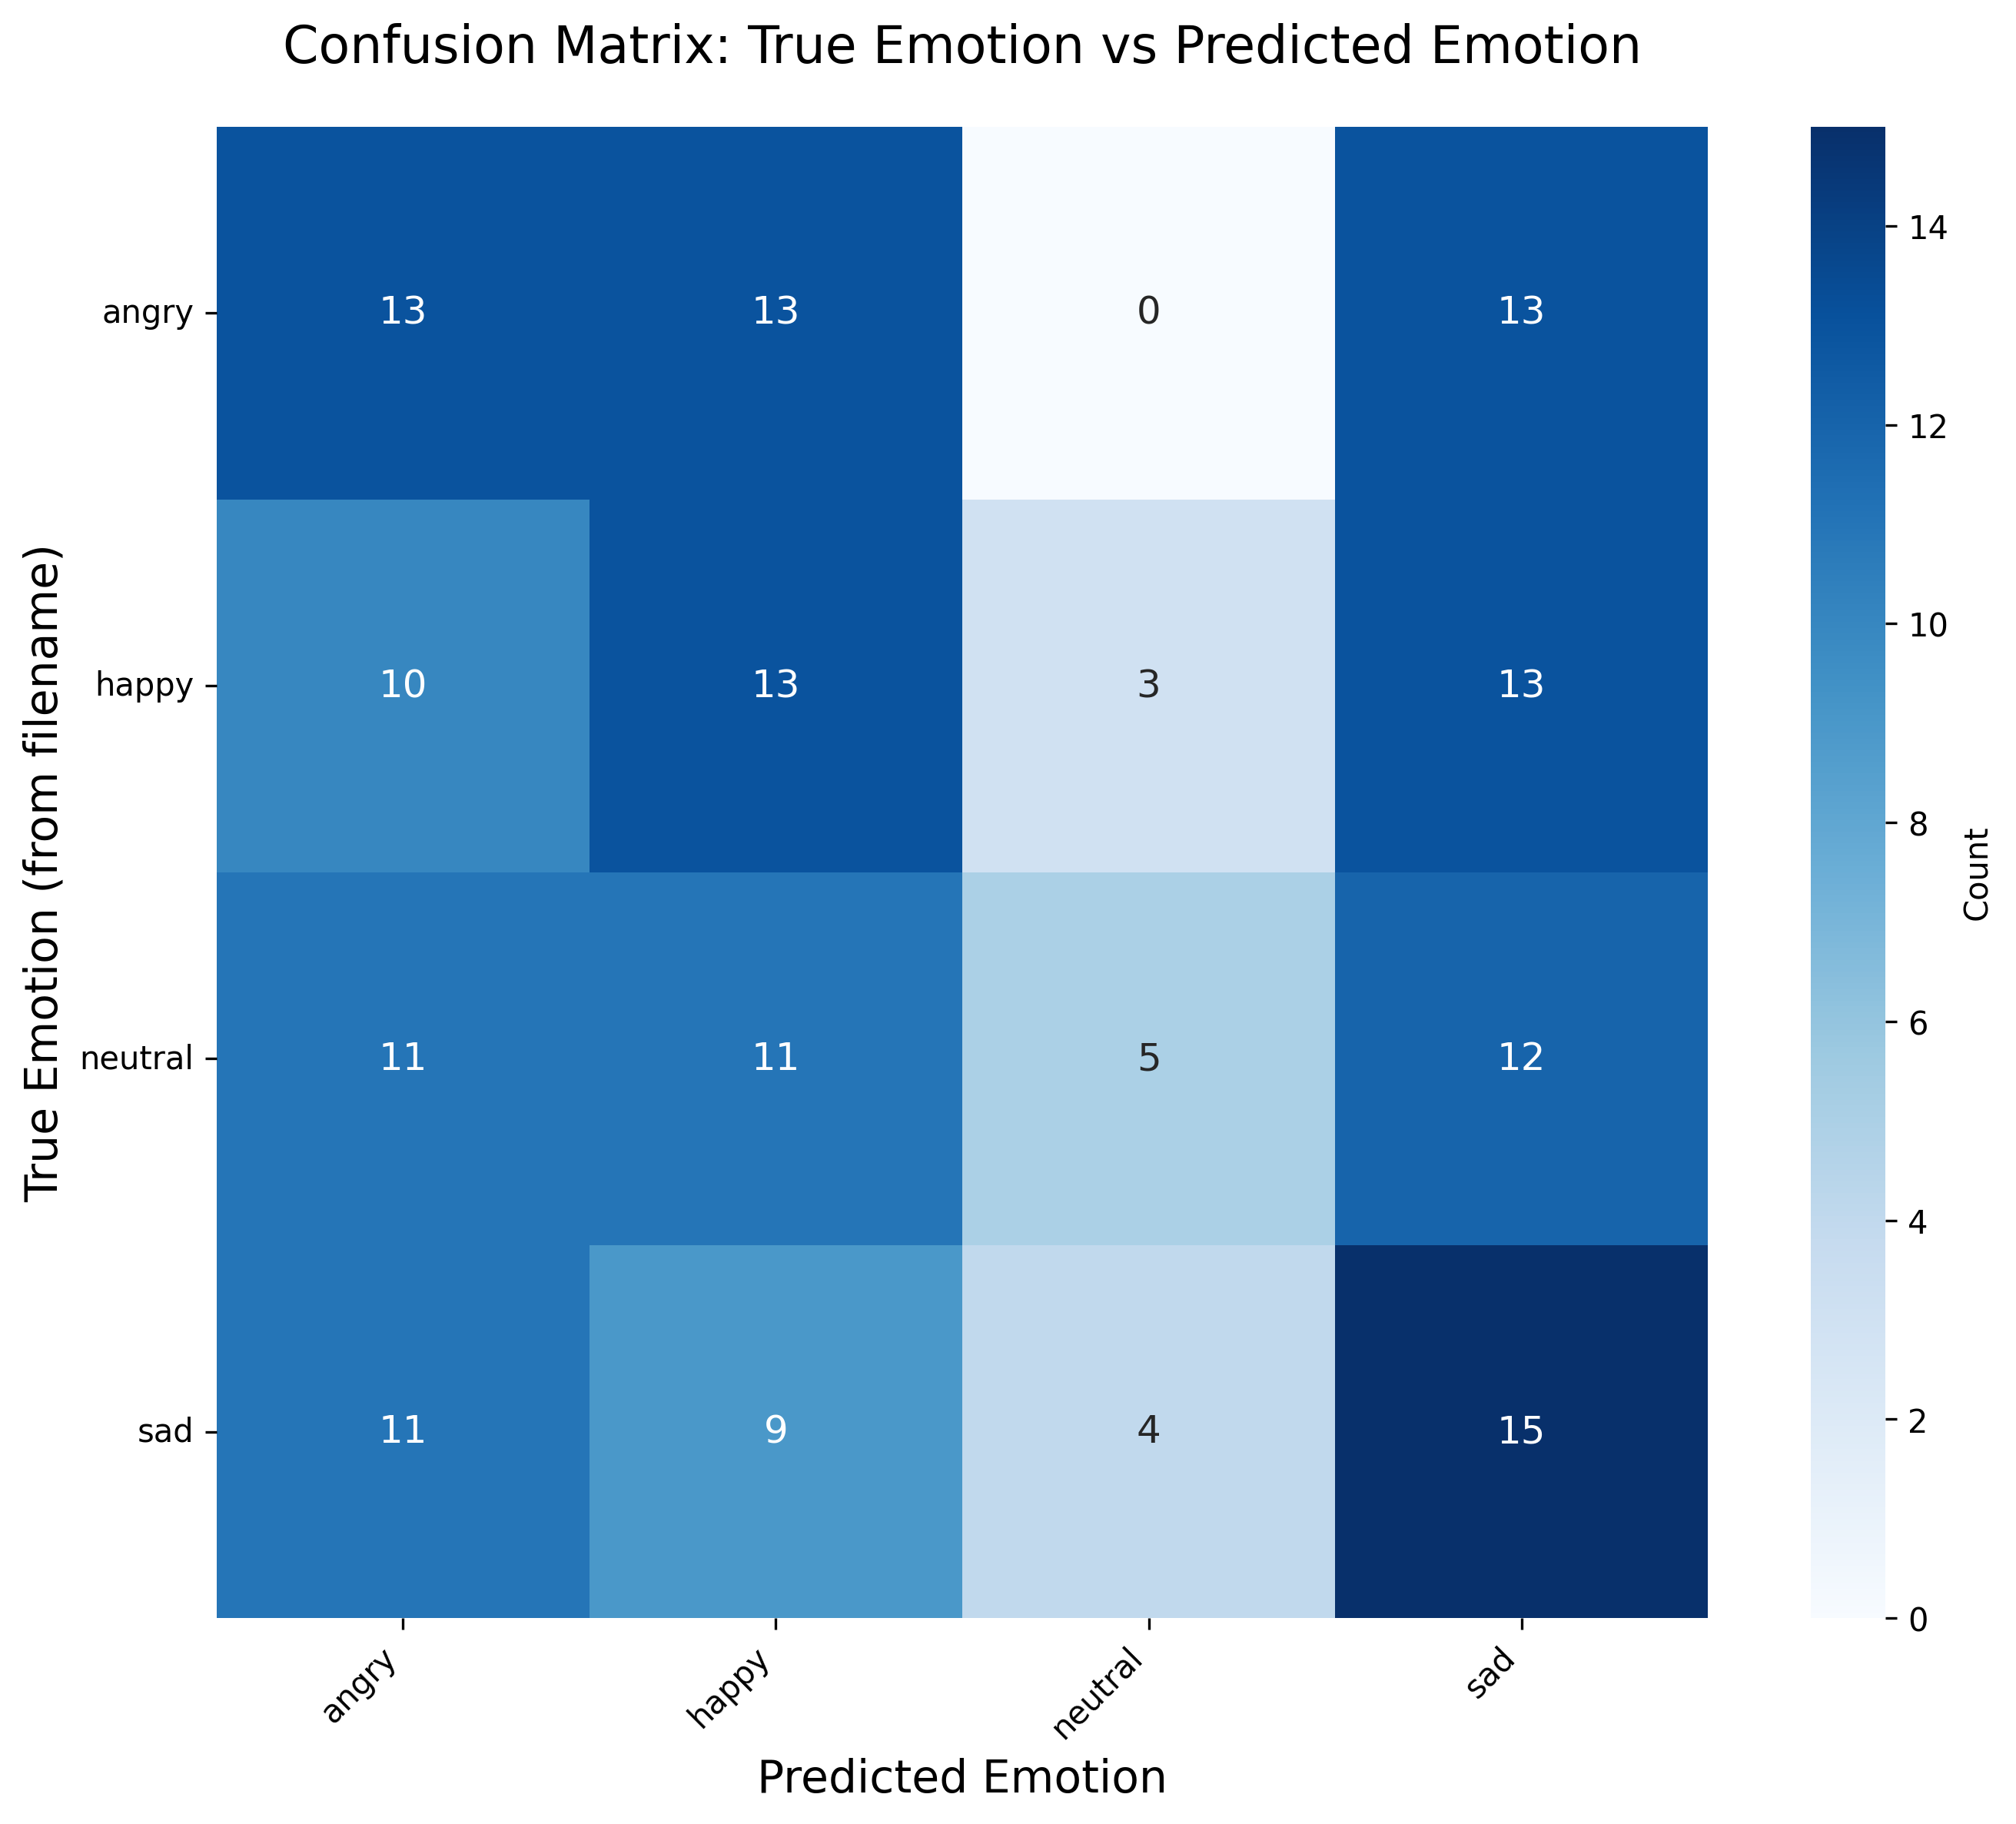 Confusion Matrix: True Emotion vs Predicted Emotion
True Emotion (from filename)
angry
13
13
0
13
happy
10
13
3
13
neutral
11
11
5
12
sad
11
9
4
15
angry
happy
neutral
sad
Predicted Emotion
14
12
10
8
6
4
2
0
Count